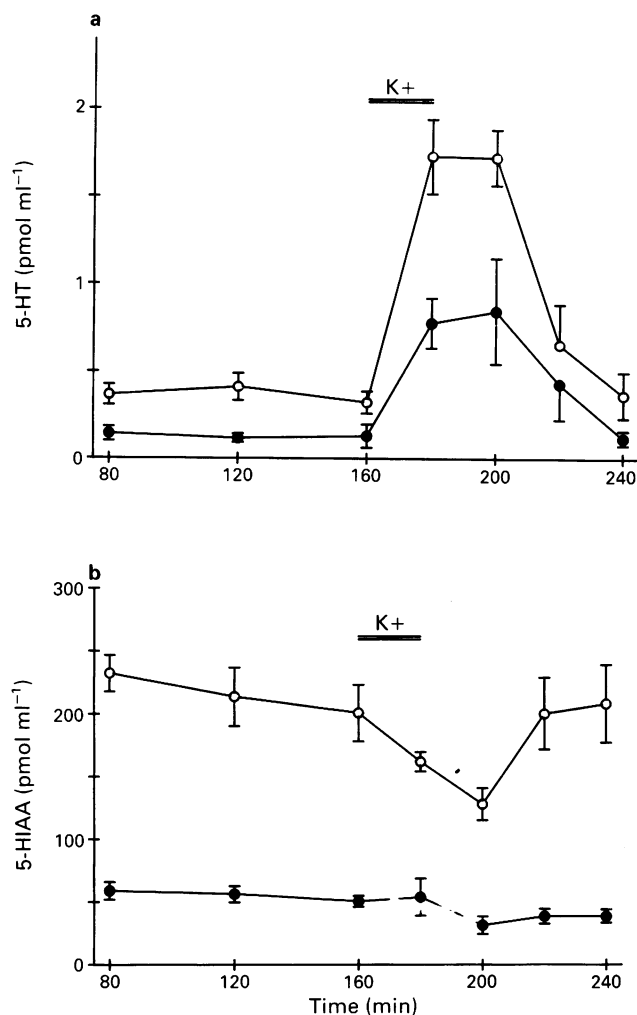 a
K+
2
1
0
5-HT (pmol ml⁻¹)
80 120 160 200 240
b
K+
300
200
100
0
5-HIAA (pmol ml⁻¹)
80 120 160 200 240
Time (min)